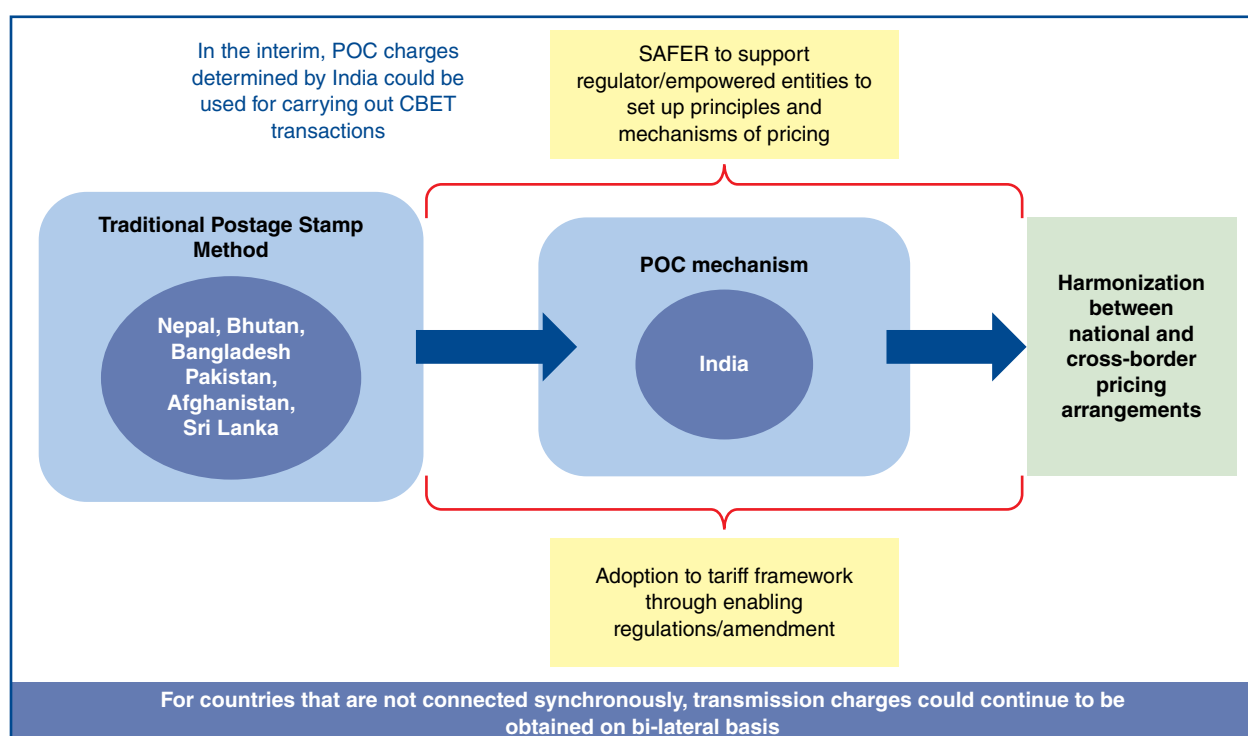 In the interim, POC charges
determined by India could be
used for carrying out CBET
transactions
SAFER to support
regulator/empowered entities to
set up principles and
mechanisms of pricing
Traditional Postage Stamp
Method
Nepal, Bhutan,
Bangladesh
Pakistan,
Afghanistan,
Sri Lanka
POC mechanism
India
Harmonization
between
national and
cross-border
pricing
arrangements
Adoption to tariff framework
through enabling
regulations/amendment
For countries that are not connected synchronously, transmission charges could continue to be
obtained on bi-lateral basis